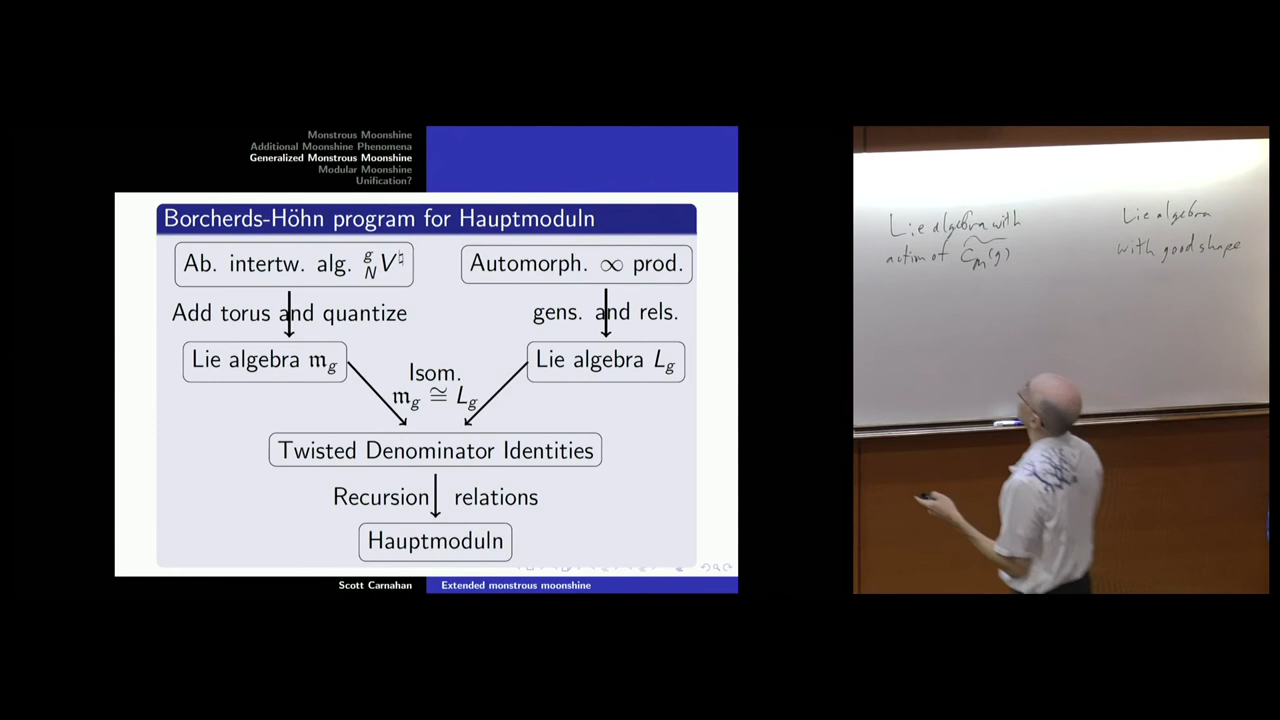 Monstrous Moonshine
Additional Moonshine Phenomena
Generalized Monstrous Moonshine
Modular Moonshine
Unification?
Borcherds-Höhn program for Hauptmoduln
Ab. intertw. alg. ᵍ_N V♮
Automorph. ∞ prod.
Add torus and quantize
gens. and rels.
Lie algebra 𝔪_g
Lie algebra L_g
Isom.
𝔪_g ≅ L_g
Twisted Denominator Identities
Recursion relations
Hauptmoduln
Scott Carnahan
Extended monstrous moonshine
Lie algebra with
action of C̃_M(g)
Lie algebra
with good shape